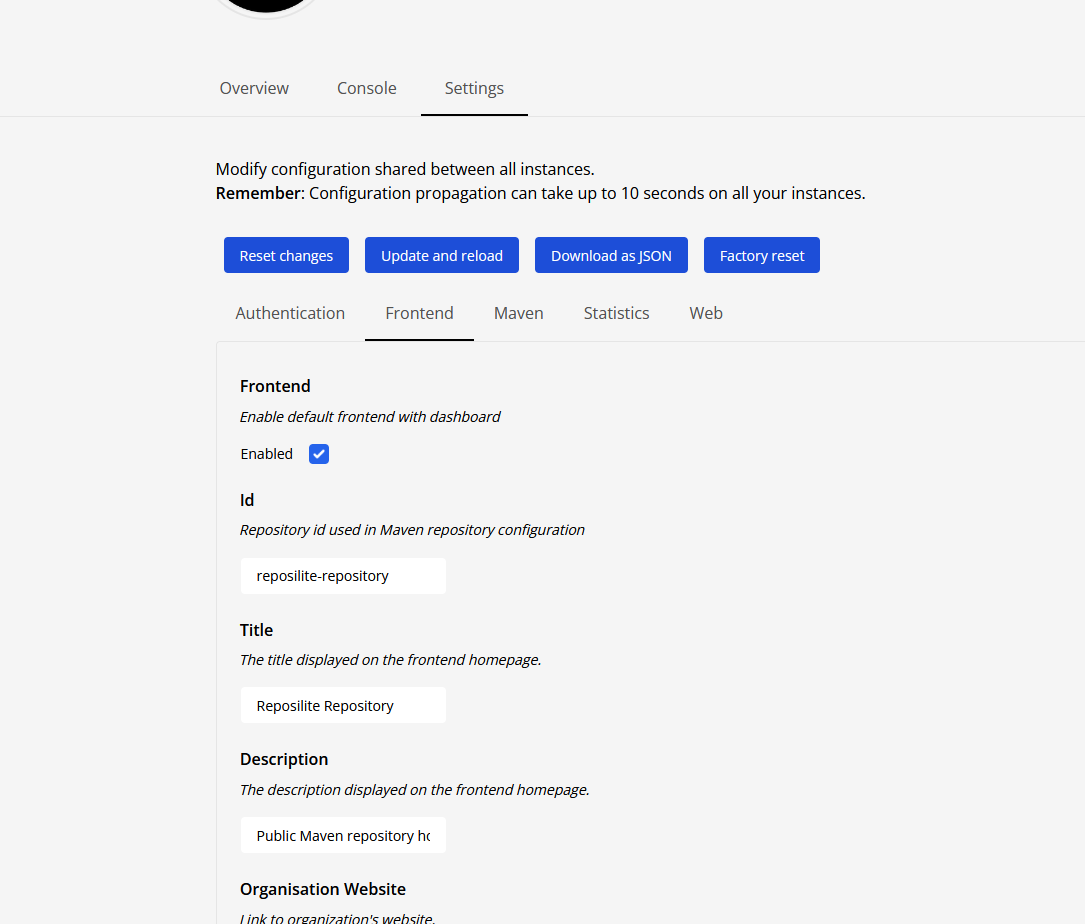 Overview Console Settings
Modify configuration shared between all instances.
Remember: Configuration propagation can take up to 10 seconds on all your instances.
Reset changes Update and reload Download as JSON Factory reset
Authentication Frontend Maven Statistics Web
Frontend
Enable default frontend with dashboard
Enabled
Id
Repository id used in Maven repository configuration
reposilite-repository
Title
The title displayed on the frontend homepage.
Reposilite Repository
Description
The description displayed on the frontend homepage.
Public Maven repository
Organisation Website
Link to organization's website.